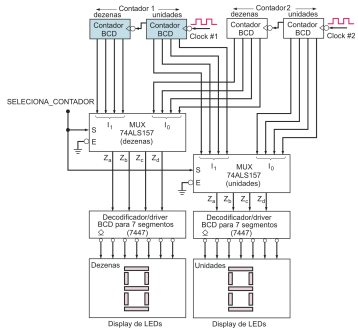 Contador 1
Contador2
dezenas
unidades
dezenas
unidades
Contador
BCD
Contador
BCD
Contador
BCD
Contador
BCD
Clock #1
Clock #2
SELECIONA_CONTADOR
I1
MUX
I0
74ALS157
(dezenas)
S
E
Za Zb Zc Zd
I1
MUX
I0
74ALS157
(unidades)
S
E
Za Zb Zc Zd
Decodificador/driver
BCD para 7 segmentos
(7447)
Decodificador/driver
BCD para 7 segmentos
(7447)
Dezenas
Unidades
Display de LEDs
Display de LEDs